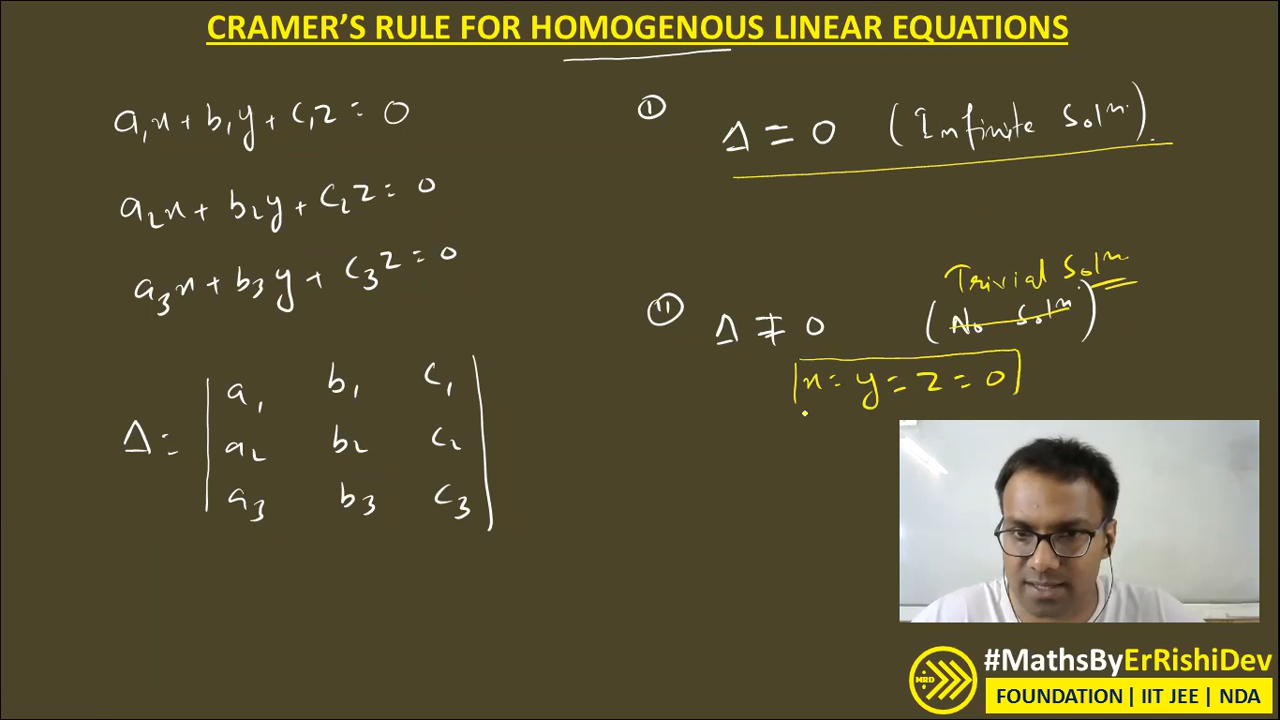 CRAMER'S RULE FOR HOMOGENOUS LINEAR EQUATIONS
a₁x + b₁y + c₁z = 0
a₂x + b₂y + c₂z = 0
a₃x + b₃y + c₃z = 0
Δ = | a₁ b₁ c₁ |
| a₂ b₂ c₂ |
| a₃ b₃ c₃ |
(I) Δ = 0 (Infinite Solⁿ.)
Trivial Solⁿ
(II) Δ ≠ 0 (No Solⁿ)
x = y = z = 0
MRD
#MathsByErRishiDev
FOUNDATION | IIT JEE | NDA